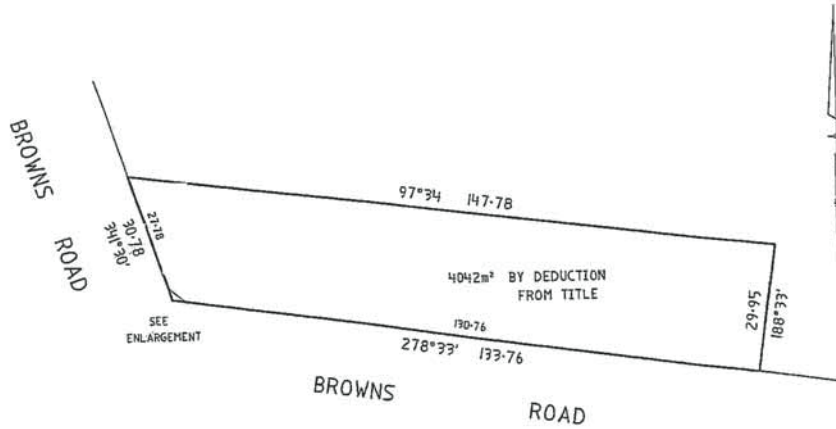 BROWNS
ROAD
97°34 147·78
27·78
30·78
341°30'
4042m² BY DEDUCTION
FROM TITLE
29·95
188°33'
SEE
ENLARGEMENT
130·76
278°33' 133·76
BROWNS ROAD